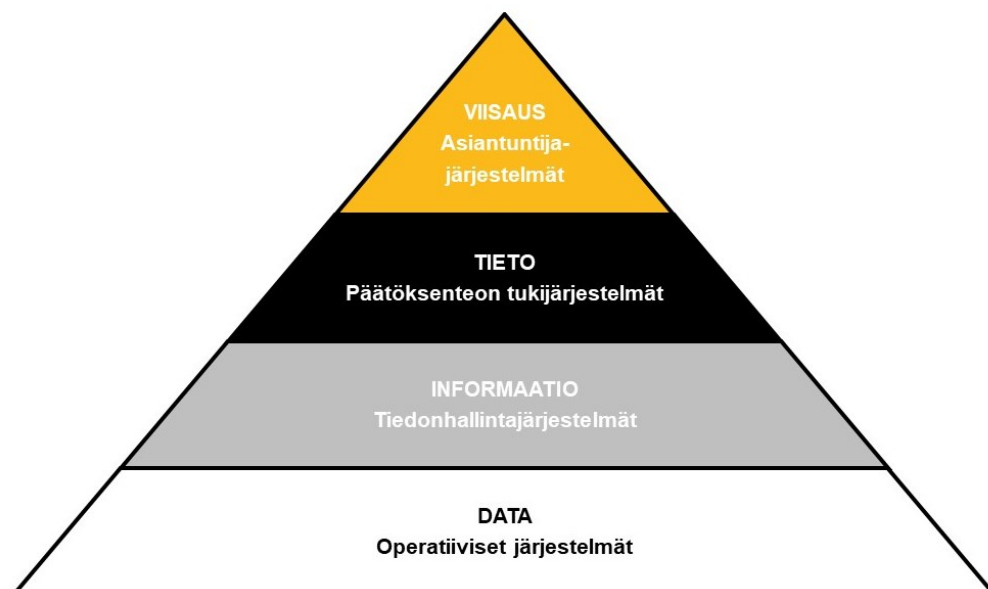 VIISAUS
Asiantuntija-
järjestelmät
TIETO
Päätöksenteon tukijärjestelmät
INFORMAATIO
Tiedonhallintajärjestelmät
DATA
Operatiiviset järjestelmät